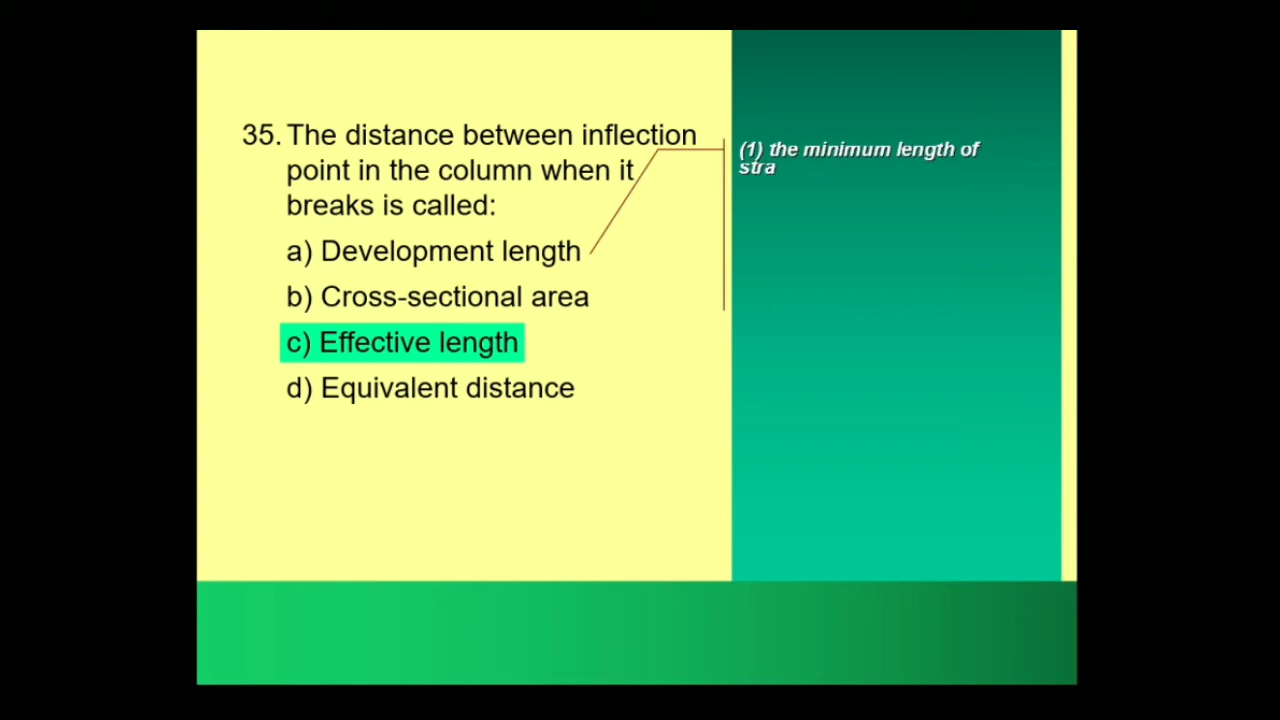 35. The distance between inflection
point in the column when it
breaks is called:
a) Development length
b) Cross-sectional area
c) Effective length
d) Equivalent distance
(1) the minimum length of
stra